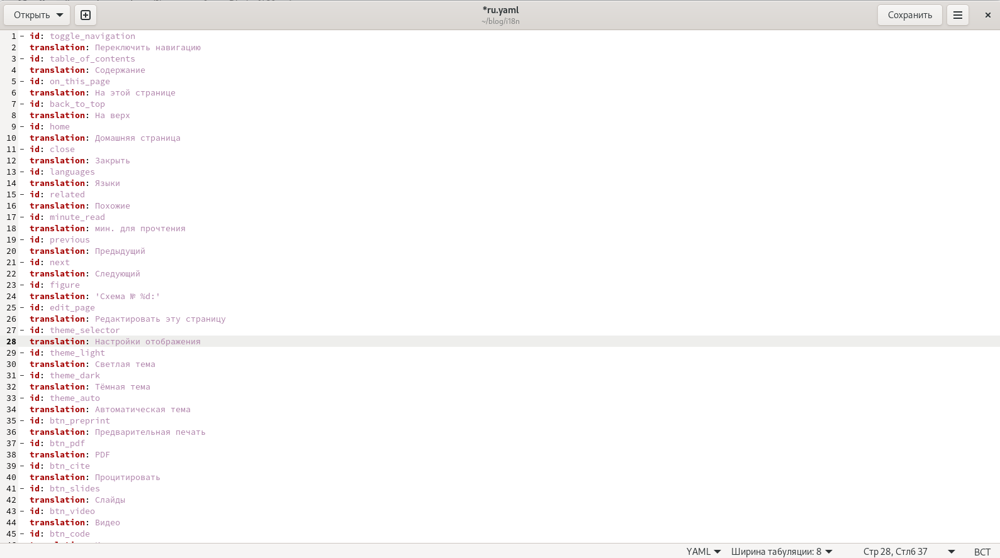 Открыть
*ru.yaml
~/blog/i18n
Сохранить
1 - id: toggle_navigation
2 translation: Переключить навигацию
3 - id: table_of_contents
4 translation: Содержание
5 - id: on_this_page
6 translation: На этой странице
7 - id: back_to_top
8 translation: На верх
9 - id: home
10 translation: Домашняя страница
11 - id: close
12 translation: Закрыть
13 - id: languages
14 translation: Языки
15 - id: related
16 translation: Похожие
17 - id: minute_read
18 translation: мин. для прочтения
19 - id: previous
20 translation: Предыдущий
21 - id: next
22 translation: Следующий
23 - id: figure
24 translation: 'Схема № %d:'
25 - id: edit_page
26 translation: Редактировать эту страницу
27 - id: theme_selector
28 translation: Настройки отображения
29 - id: theme_light
30 translation: Светлая тема
31 - id: theme_dark
32 translation: Тёмная тема
33 - id: theme_auto
34 translation: Автоматическая тема
35 - id: btn_preprint
36 translation: Предварительная печать
37 - id: btn_pdf
38 translation: PDF
39 - id: btn_cite
40 translation: Процитировать
41 - id: btn_slides
42 translation: Слайды
43 - id: btn_video
44 translation: Видео
45 - id: btn_code
YAML Ширина табуляции: 8 Стр 28, Стлб 37 ВСТ